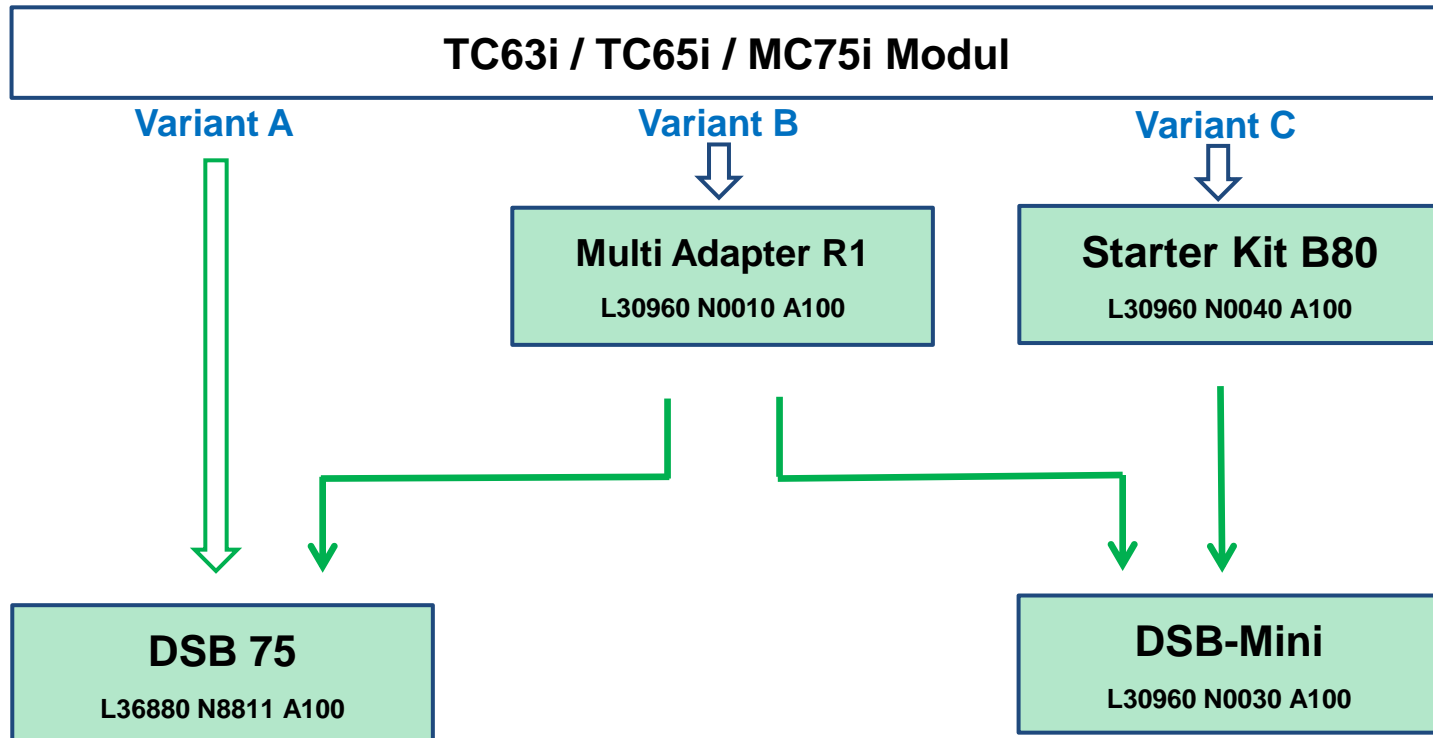 TC63i / TC65i / MC75i Modul
Variant A
Variant B
Variant C
Multi Adapter R1
L30960 N0010 A100
Starter Kit B80
L30960 N0040 A100
DSB 75
L36880 N8811 A100
DSB-Mini
L30960 N0030 A100